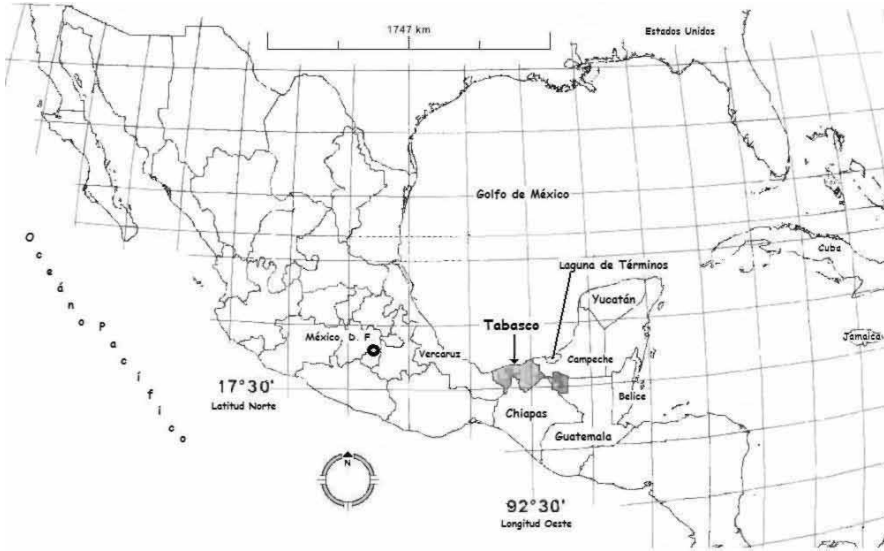 1747 km
Estados Unidos
Golfo de México
Océano Pacífico
Cuba
Laguna de Términos
Yucatán
Tabasco
Jamaica
México, D. F
Vercaruz
Campeche
17°30'
Latitud Norte
Belice
Chiapas
Guatemala
N
92°30'
Longitud Oeste